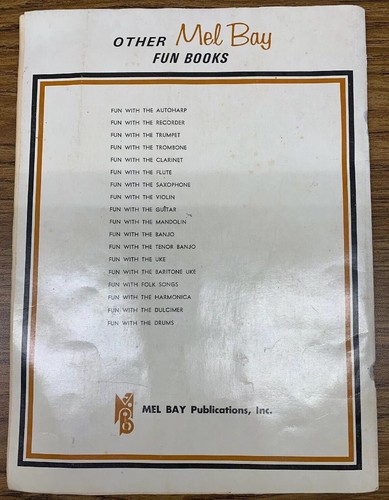 OTHER Mel Bay
FUN BOOKS
FUN WITH THE AUTOHARP
FUN WITH THE RECORDER
FUN WITH THE TRUMPET
FUN WITH THE TROMBONE
FUN WITH THE CLARINET
FUN WITH THE FLUTE
FUN WITH THE SAXOPHONE
FUN WITH THE VIOLIN
FUN WITH THE GUITAR
FUN WITH THE MANDOLIN
FUN WITH THE BANJO
FUN WITH THE TENOR BANJO
FUN WITH THE UKE
FUN WITH THE BARITONE UKE
FUN WITH FOLK SONGS
FUN WITH THE HARMONICA
FUN WITH THE DULCIMER
FUN WITH THE DRUMS
MEL BAY Publications, Inc.